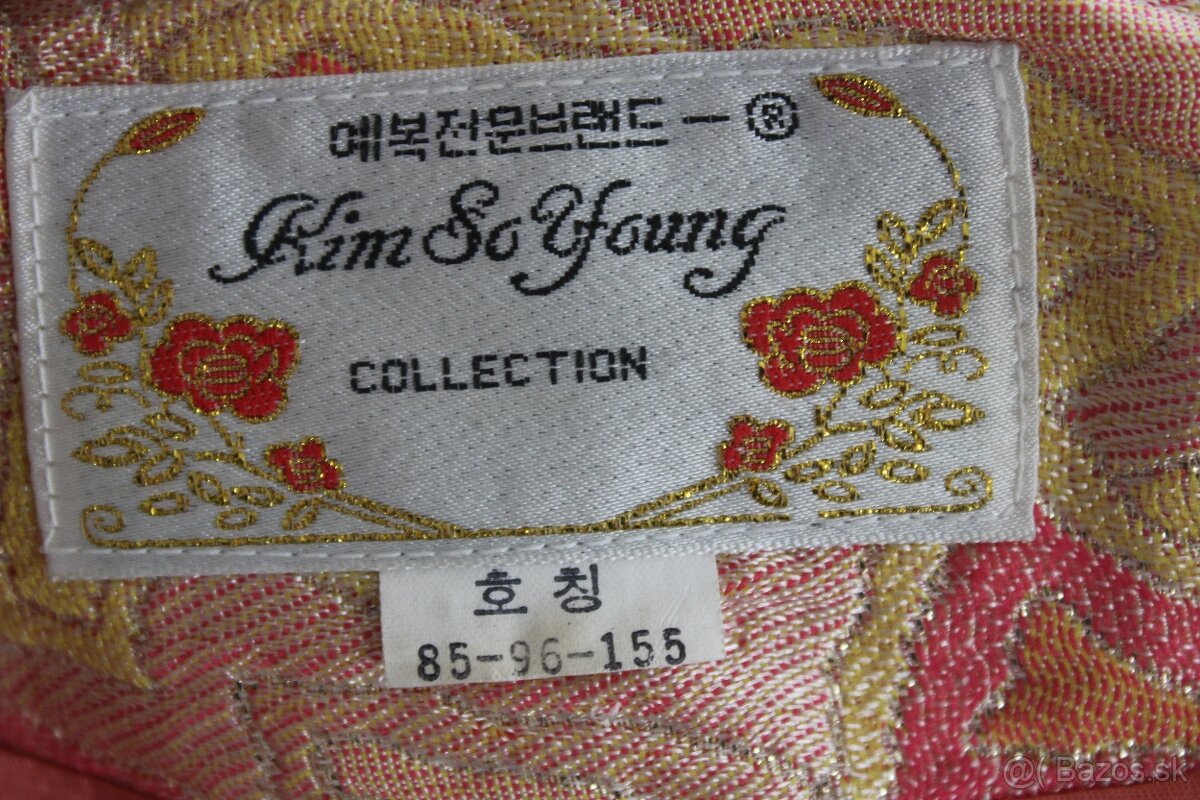 예복전문브랜드 - ®
Kim So Young
COLLECTION
호칭
85-96-155
@( Bazos.sk